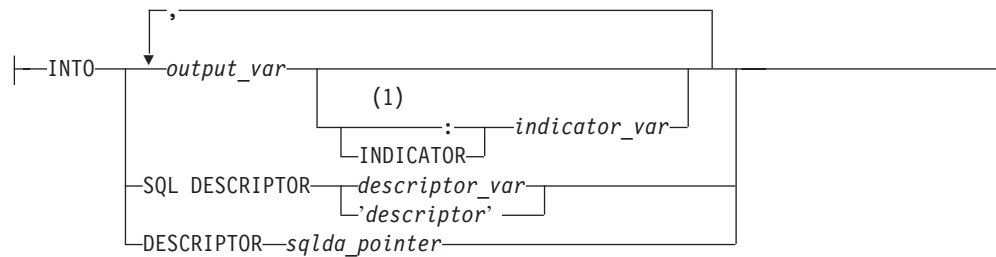 ,
INTO output_var
(1)
: indicator_var
INDICATOR
SQL DESCRIPTOR descriptor_var
’descriptor’
DESCRIPTOR sqlda_pointer